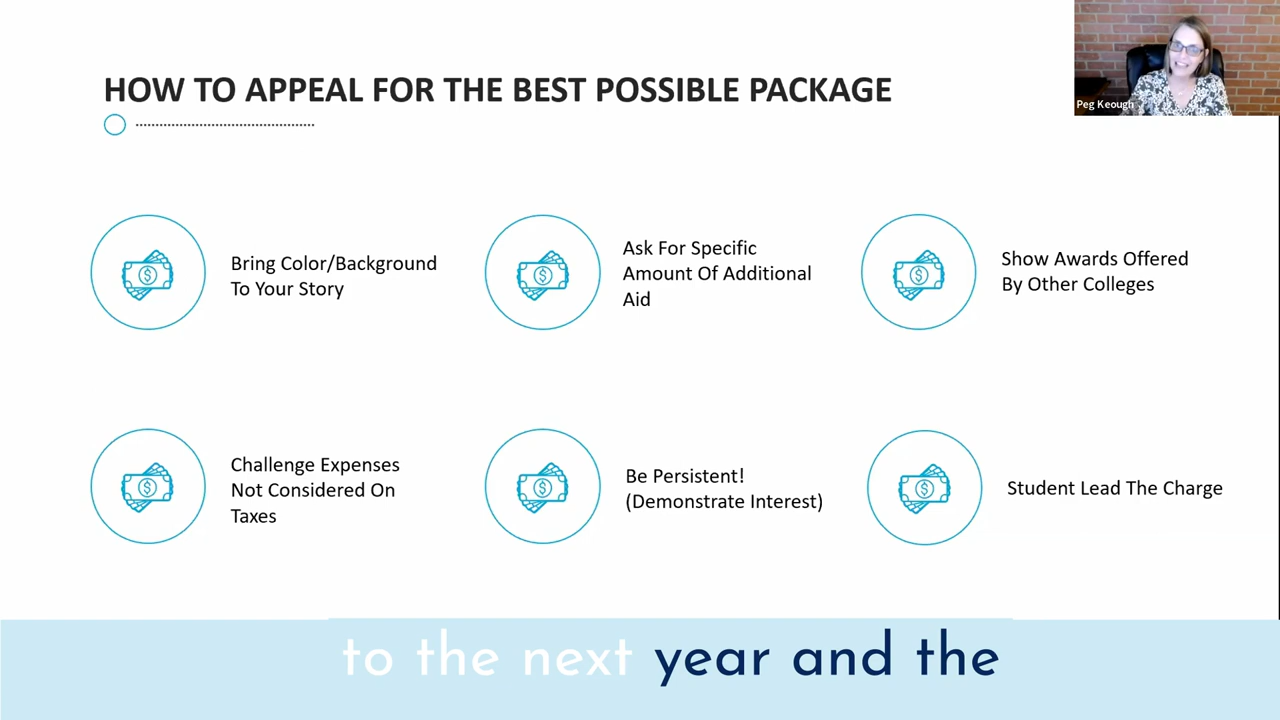 Peg Keough
HOW TO APPEAL FOR THE BEST POSSIBLE PACKAGE
Bring Color/Background
To Your Story
Ask For Specific
Amount Of Additional
Aid
Show Awards Offered
By Other Colleges
Challenge Expenses
Not Considered On
Taxes
Be Persistent!
(Demonstrate Interest)
Student Lead The Charge
to the next year and the